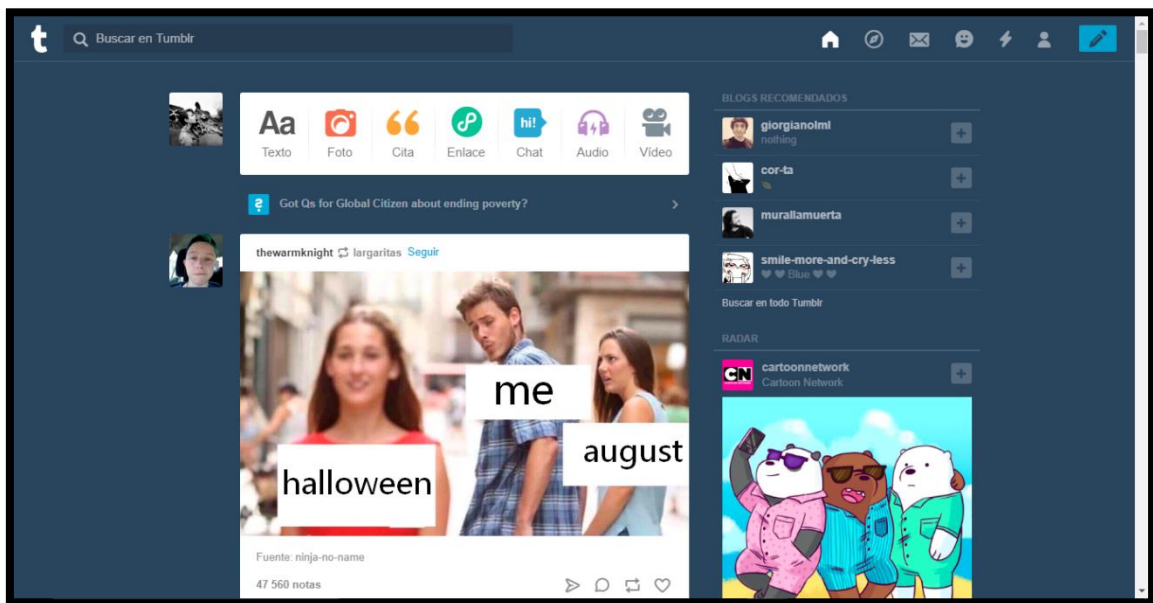 t
Buscar en Tumblr
Aa
Texto
Foto
Cita
Enlace
hi!
Chat
Audio
Vídeo
Got Qs for Global Citizen about ending poverty?
thewarmknight largaritas Seguir
me
august
halloween
Fuente: ninja-no-name
47 560 notas
BLOGS RECOMENDADOS
giorgianolml
nothing
cor-ta
murallamuerta
smile-more-and-cry-less
♥ ♥ Blue ♥ ♥
Buscar en todo Tumblr
RADAR
CN
cartoonnetwork
Cartoon Network